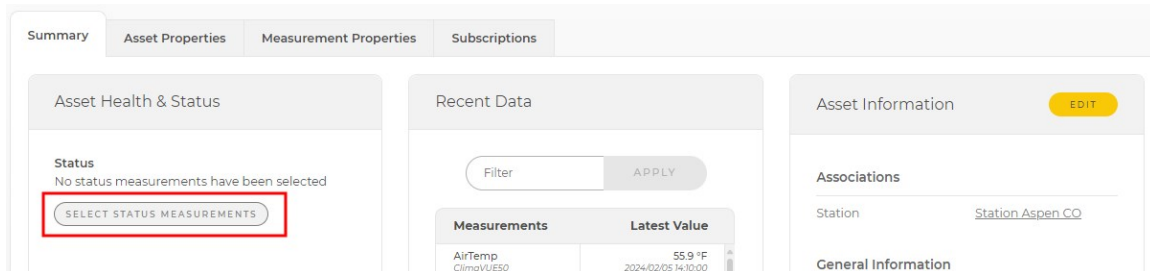 Summary
Asset Properties
Measurement Properties
Subscriptions
Asset Health & Status
Status
No status measurements have been selected
SELECT STATUS MEASUREMENTS
Recent Data
Filter
APPLY
Measurements Latest Value
AirTemp 55.9 °F
ClimaVUE50 2024/02/05 14:10:00
Asset Information
EDIT
Associations
Station Station Aspen CO
General Information